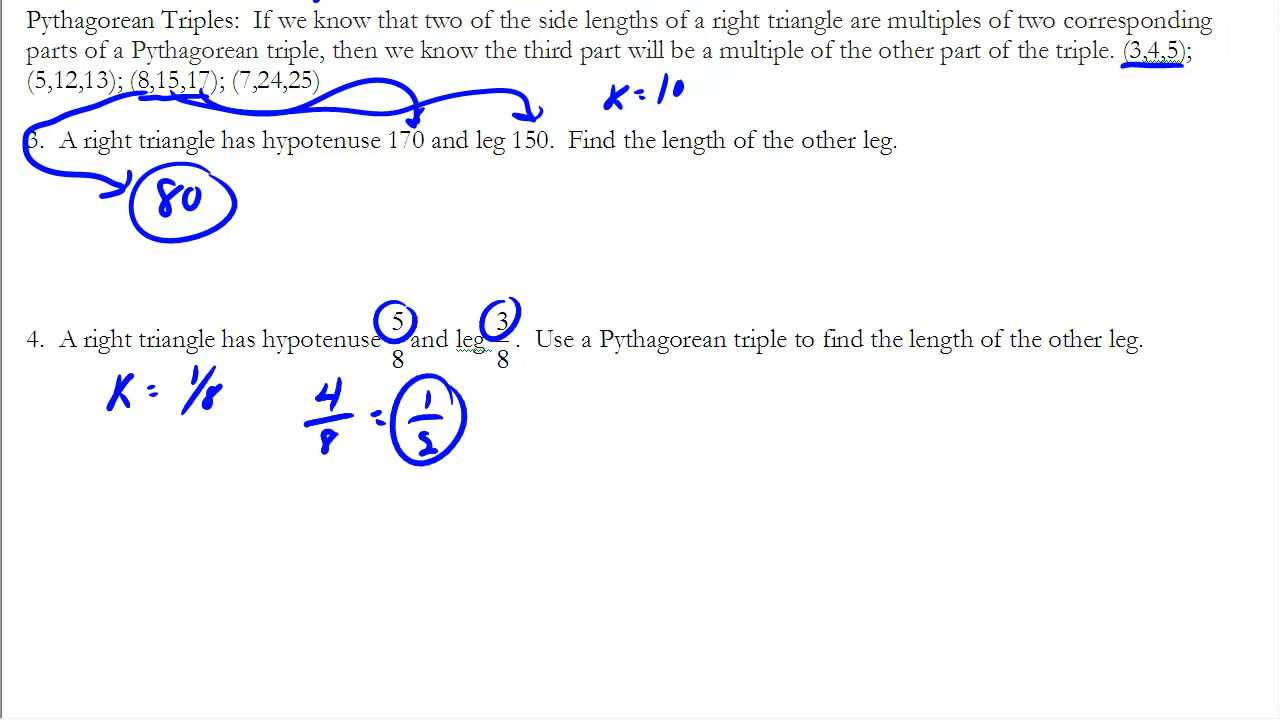 Pythagorean Triples: If we know that two of the side lengths of a right triangle are multiples of two corresponding
parts of a Pythagorean triple, then we know the third part will be a multiple of the other part of the triple. (3,4,5);
(5,12,13); (8,15,17); (7,24,25)
K = 10
3. A right triangle has hypotenuse 170 and leg 150. Find the length of the other leg.
80
4. A right triangle has hypotenuse 5/8 and leg 3/8. Use a Pythagorean triple to find the length of the other leg.
K = 1/8 4/8 = 1/2